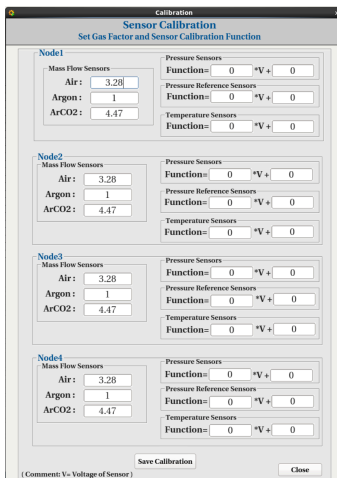 Calibration
Sensor Calibration
Set Gas Factor and Sensor Calibration Function
Node1
Mass Flow Sensors
Air : 3.28
Argon : 1
ArCO2 : 4.47
Pressure Sensors
Function= 0 *V + 0
Pressure Reference Sensors
Function= 0 *V + 0
Temperature Sensors
Function= 0 *V + 0
Node2
Mass Flow Sensors
Air : 3.28
Argon : 1
ArCO2 : 4.47
Pressure Sensors
Function= 0 *V + 0
Pressure Reference Sensors
Function= 0 *V + 0
Temperature Sensors
Function= 0 *V + 0
Node3
Mass Flow Sensors
Air : 3.28
Argon : 1
ArCO2 : 4.47
Pressure Sensors
Function= 0 *V + 0
Pressure Reference Sensors
Function= 0 *V + 0
Temperature Sensors
Function= 0 *V + 0
Node4
Mass Flow Sensors
Air : 3.28
Argon : 1
ArCO2 : 4.47
Pressure Sensors
Function= 0 *V + 0
Pressure Reference Sensors
Function= 0 *V + 0
Temperature Sensors
Function= 0 *V + 0
Save Calibration
Close
( Comment: V= Voltage of Sensor )